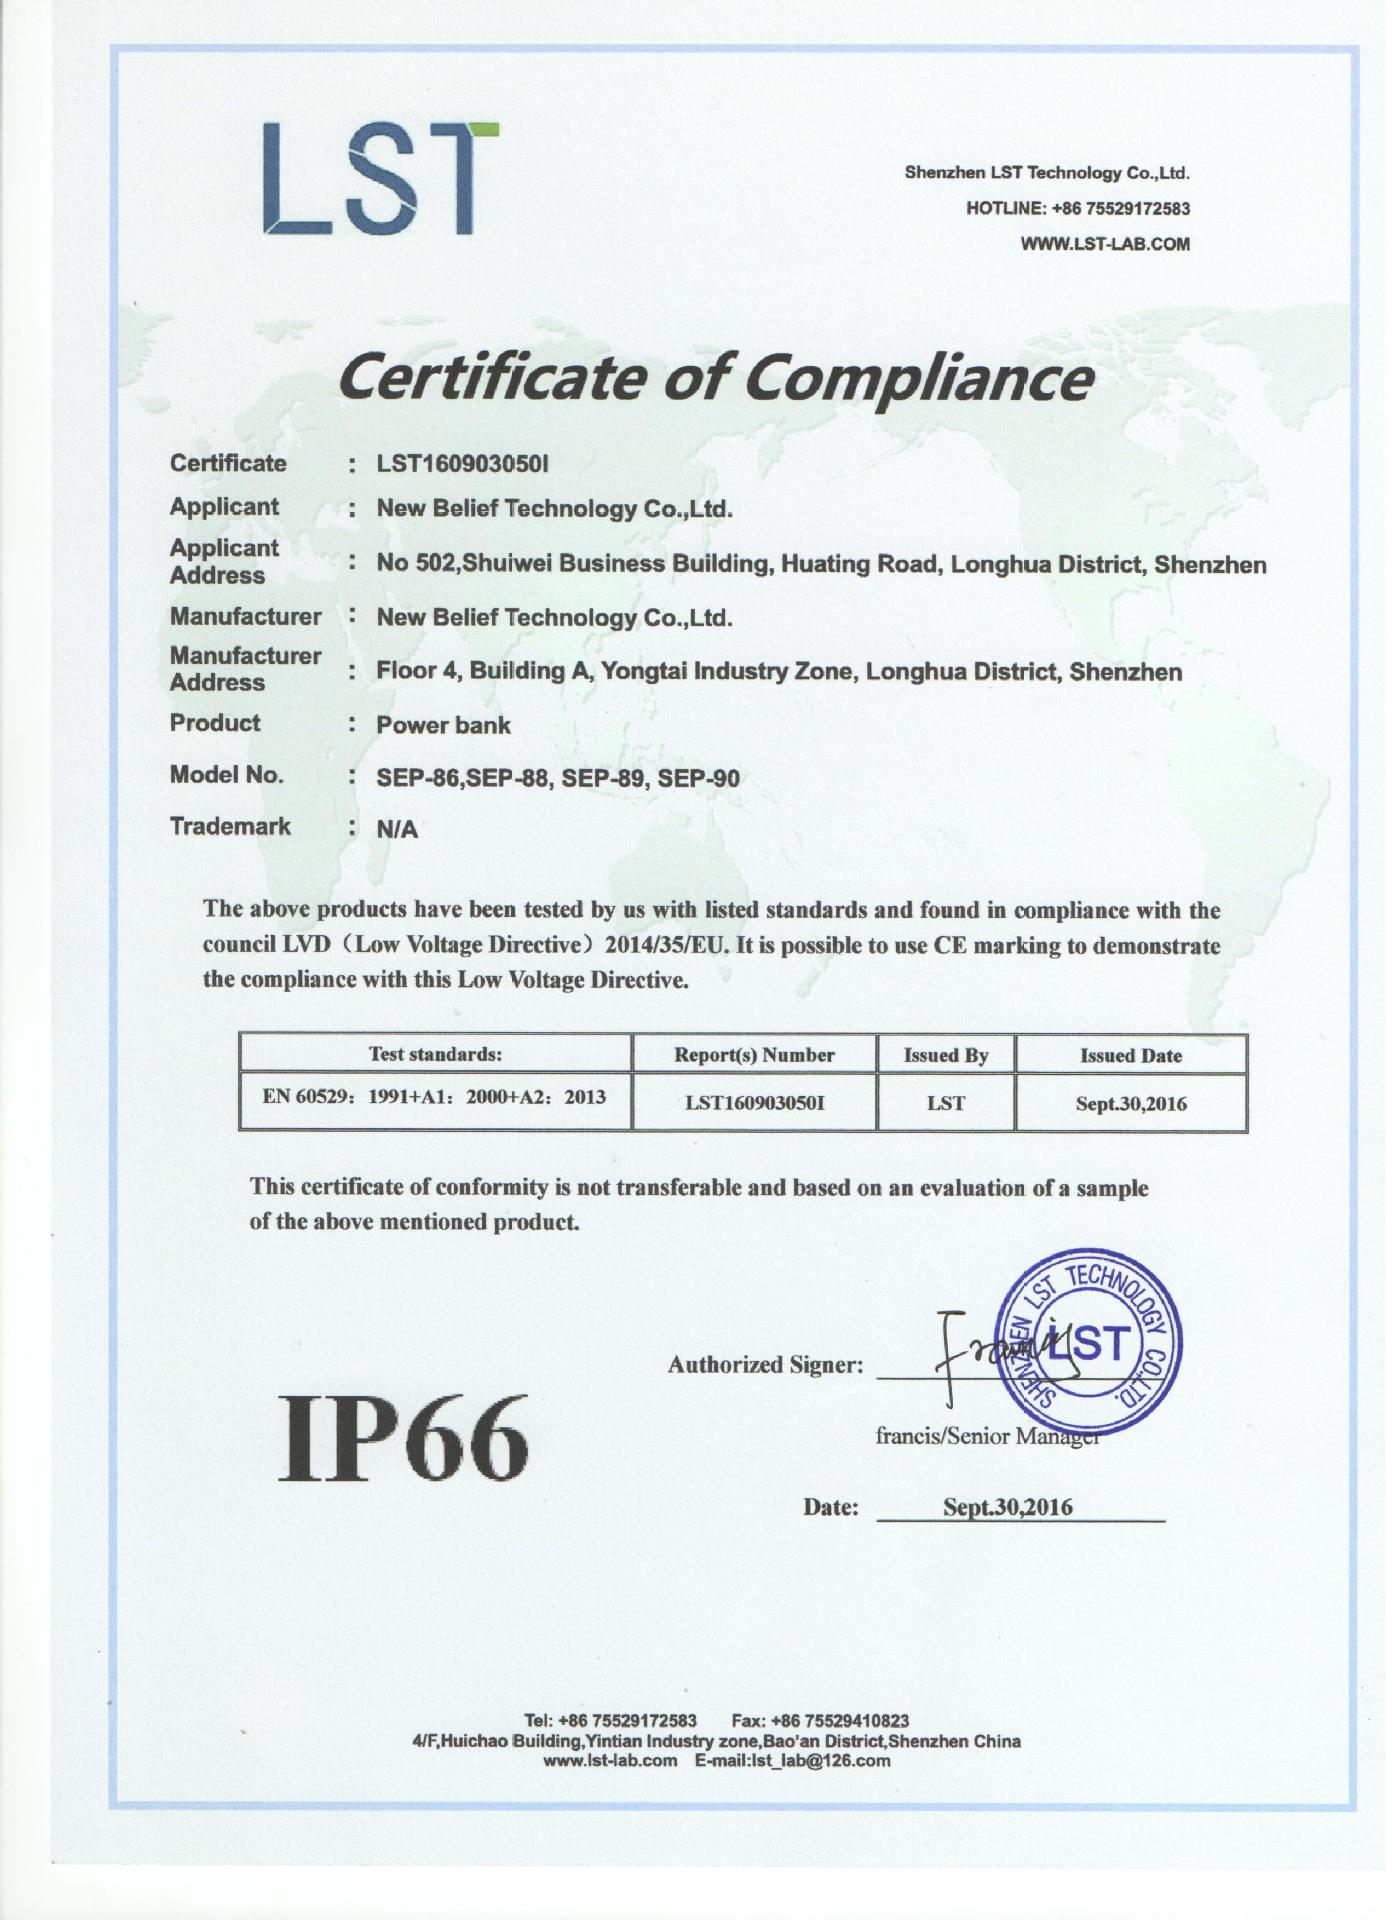 LST
Shenzhen LST Technology Co.,Ltd.
HOTLINE: +86 75529172583
WWW.LST-LAB.COM
Certificate of Compliance
Certificate : LST160903050I
Applicant : New Belief Technology Co.,Ltd.
Applicant Address : No 502,Shuiwei Business Building, Huating Road, Longhua District, Shenzhen
Manufacturer : New Belief Technology Co.,Ltd.
Manufacturer Address : Floor 4, Building A, Yongtai Industry Zone, Longhua District, Shenzhen
Product : Power bank
Model No. : SEP-86,SEP-88, SEP-89, SEP-90
Trademark : N/A
The above products have been tested by us with listed standards and found in compliance with the
council LVD（Low Voltage Directive）2014/35/EU. It is possible to use CE marking to demonstrate
the compliance with this Low Voltage Directive.
Test standards: Report(s) Number Issued By Issued Date
EN 60529：1991+A1：2000+A2：2013 LST160903050I LST Sept.30,2016
This certificate of conformity is not transferable and based on an evaluation of a sample
of the above mentioned product.
SHENZHEN LST TECHNOLOGY CO.,LTD.
LST
Authorized Signer: Francis
francis/Senior Manager
IP66
Date: Sept.30,2016
Tel: +86 75529172583 Fax: +86 75529410823
4/F,Huichao Building,Yintian Industry zone,Bao'an District,Shenzhen China
www.lst-lab.com E-mail:lst_lab@126.com